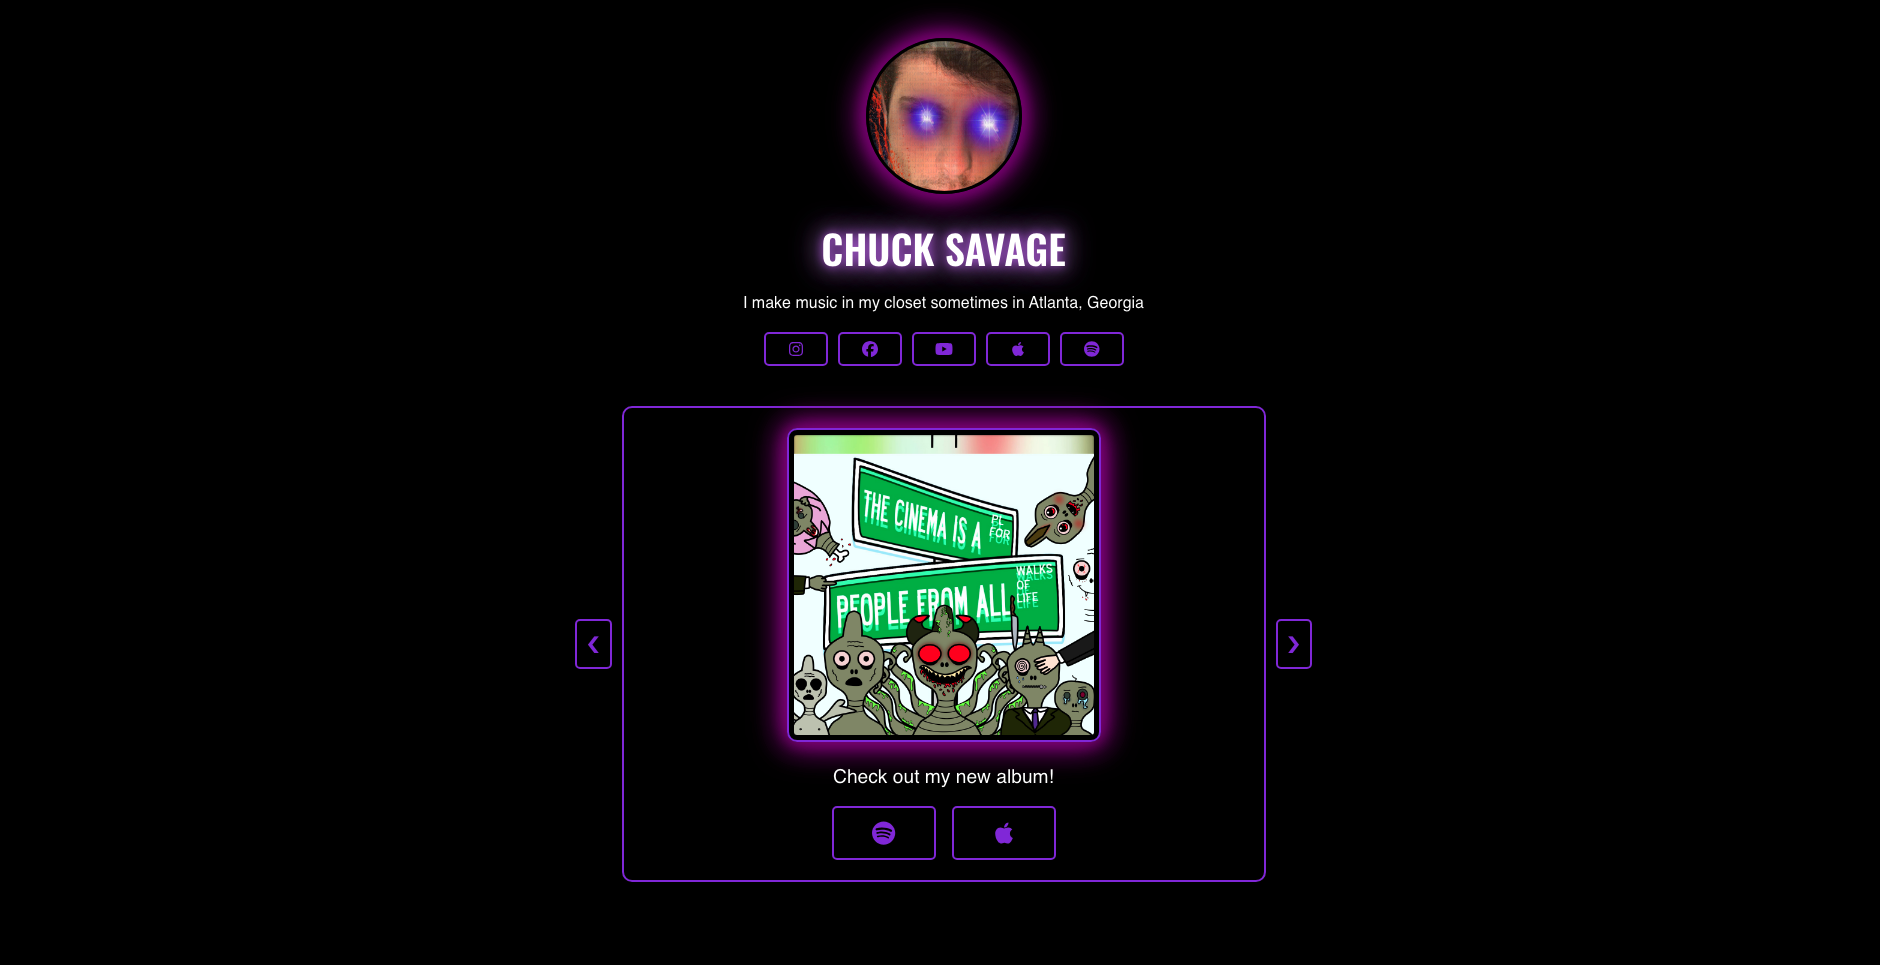 CHUCK SAVAGE
I make music in my closet sometimes in Atlanta, Georgia
THE CINEMA IS A
PL
FOR
PEOPLE FROM ALL
WALKS
OF
LIFE
Check out my new album!